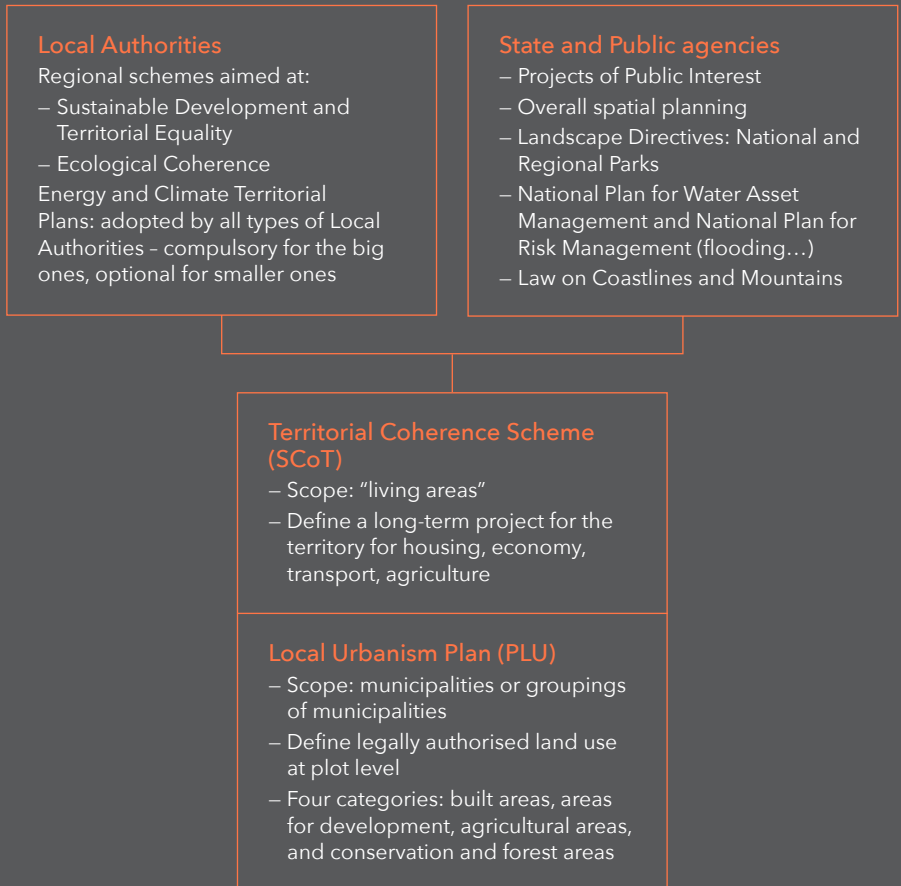 Local Authorities
Regional schemes aimed at:
– Sustainable Development and
Territorial Equality
– Ecological Coherence
Energy and Climate Territorial
Plans: adopted by all types of Local
Authorities – compulsory for the big
ones, optional for smaller ones
State and Public agencies
– Projects of Public Interest
– Overall spatial planning
– Landscape Directives: National and
Regional Parks
– National Plan for Water Asset
Management and National Plan for
Risk Management (flooding…)
– Law on Coastlines and Mountains
Territorial Coherence Scheme
(SCoT)
– Scope: “living areas”
– Define a long-term project for the
territory for housing, economy,
transport, agriculture
Local Urbanism Plan (PLU)
– Scope: municipalities or groupings
of municipalities
– Define legally authorised land use
at plot level
– Four categories: built areas, areas
for development, agricultural areas,
and conservation and forest areas